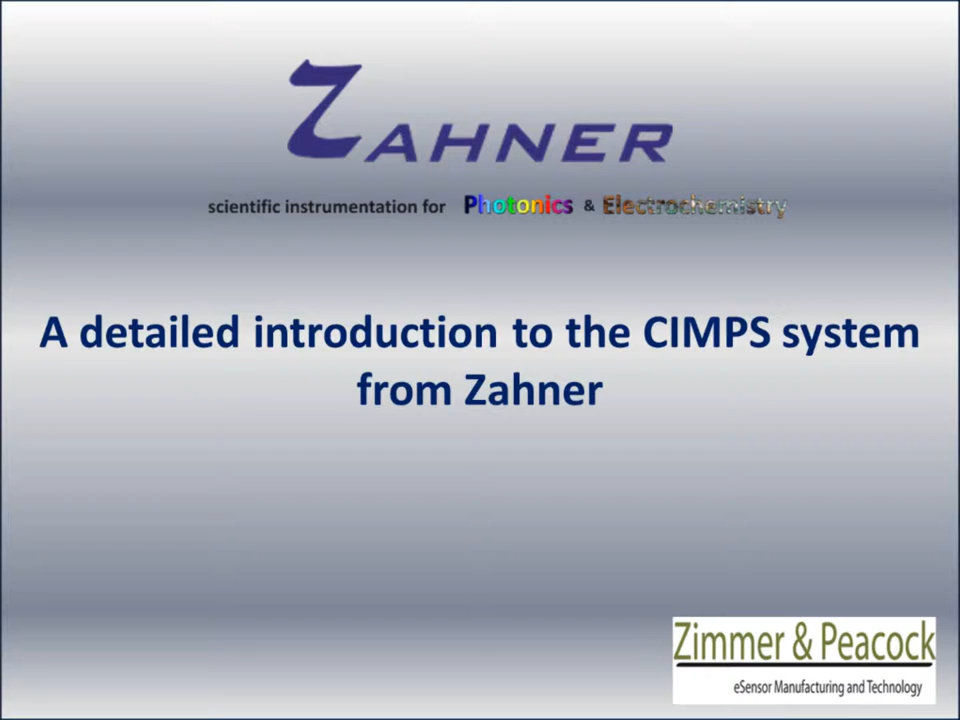 ZAHNER
scientific instrumentation for Photonics & Electrochemistry
A detailed introduction to the CIMPS system
from Zahner
Zimmer & Peacock
eSensor Manufacturing and Technology